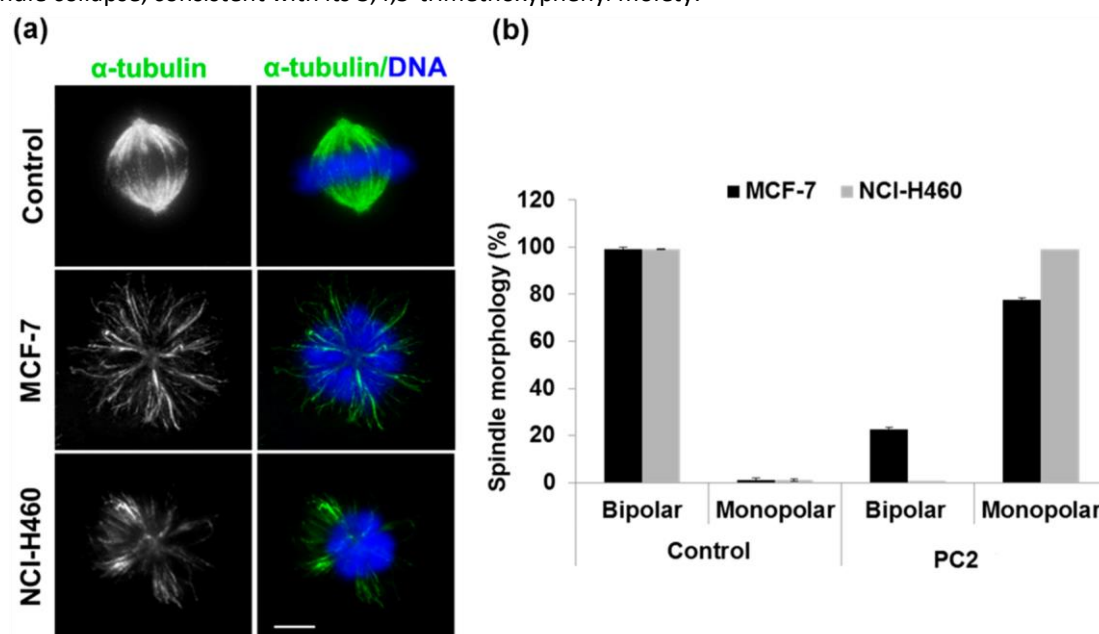 (a)
(b)
α-tubulin α-tubulin/DNA
Control
MCF-7
NCI-H460
MCF-7 NCI-H460
Spindle morphology (%)
120
100
80
60
40
20
0
Bipolar Monopolar Bipolar Monopolar
Control PC2